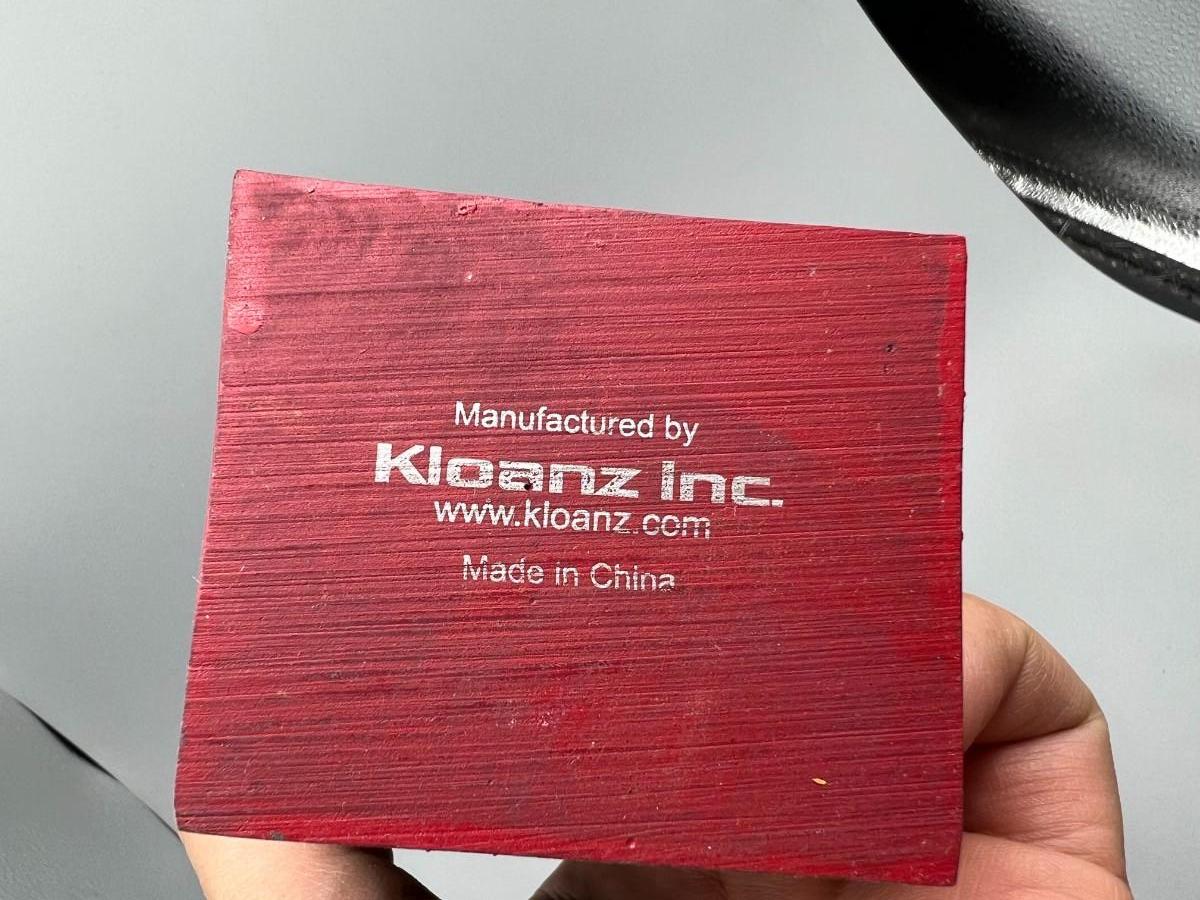 Manufactured by
Kloanz Inc.
www.kloanz.com
Made in China